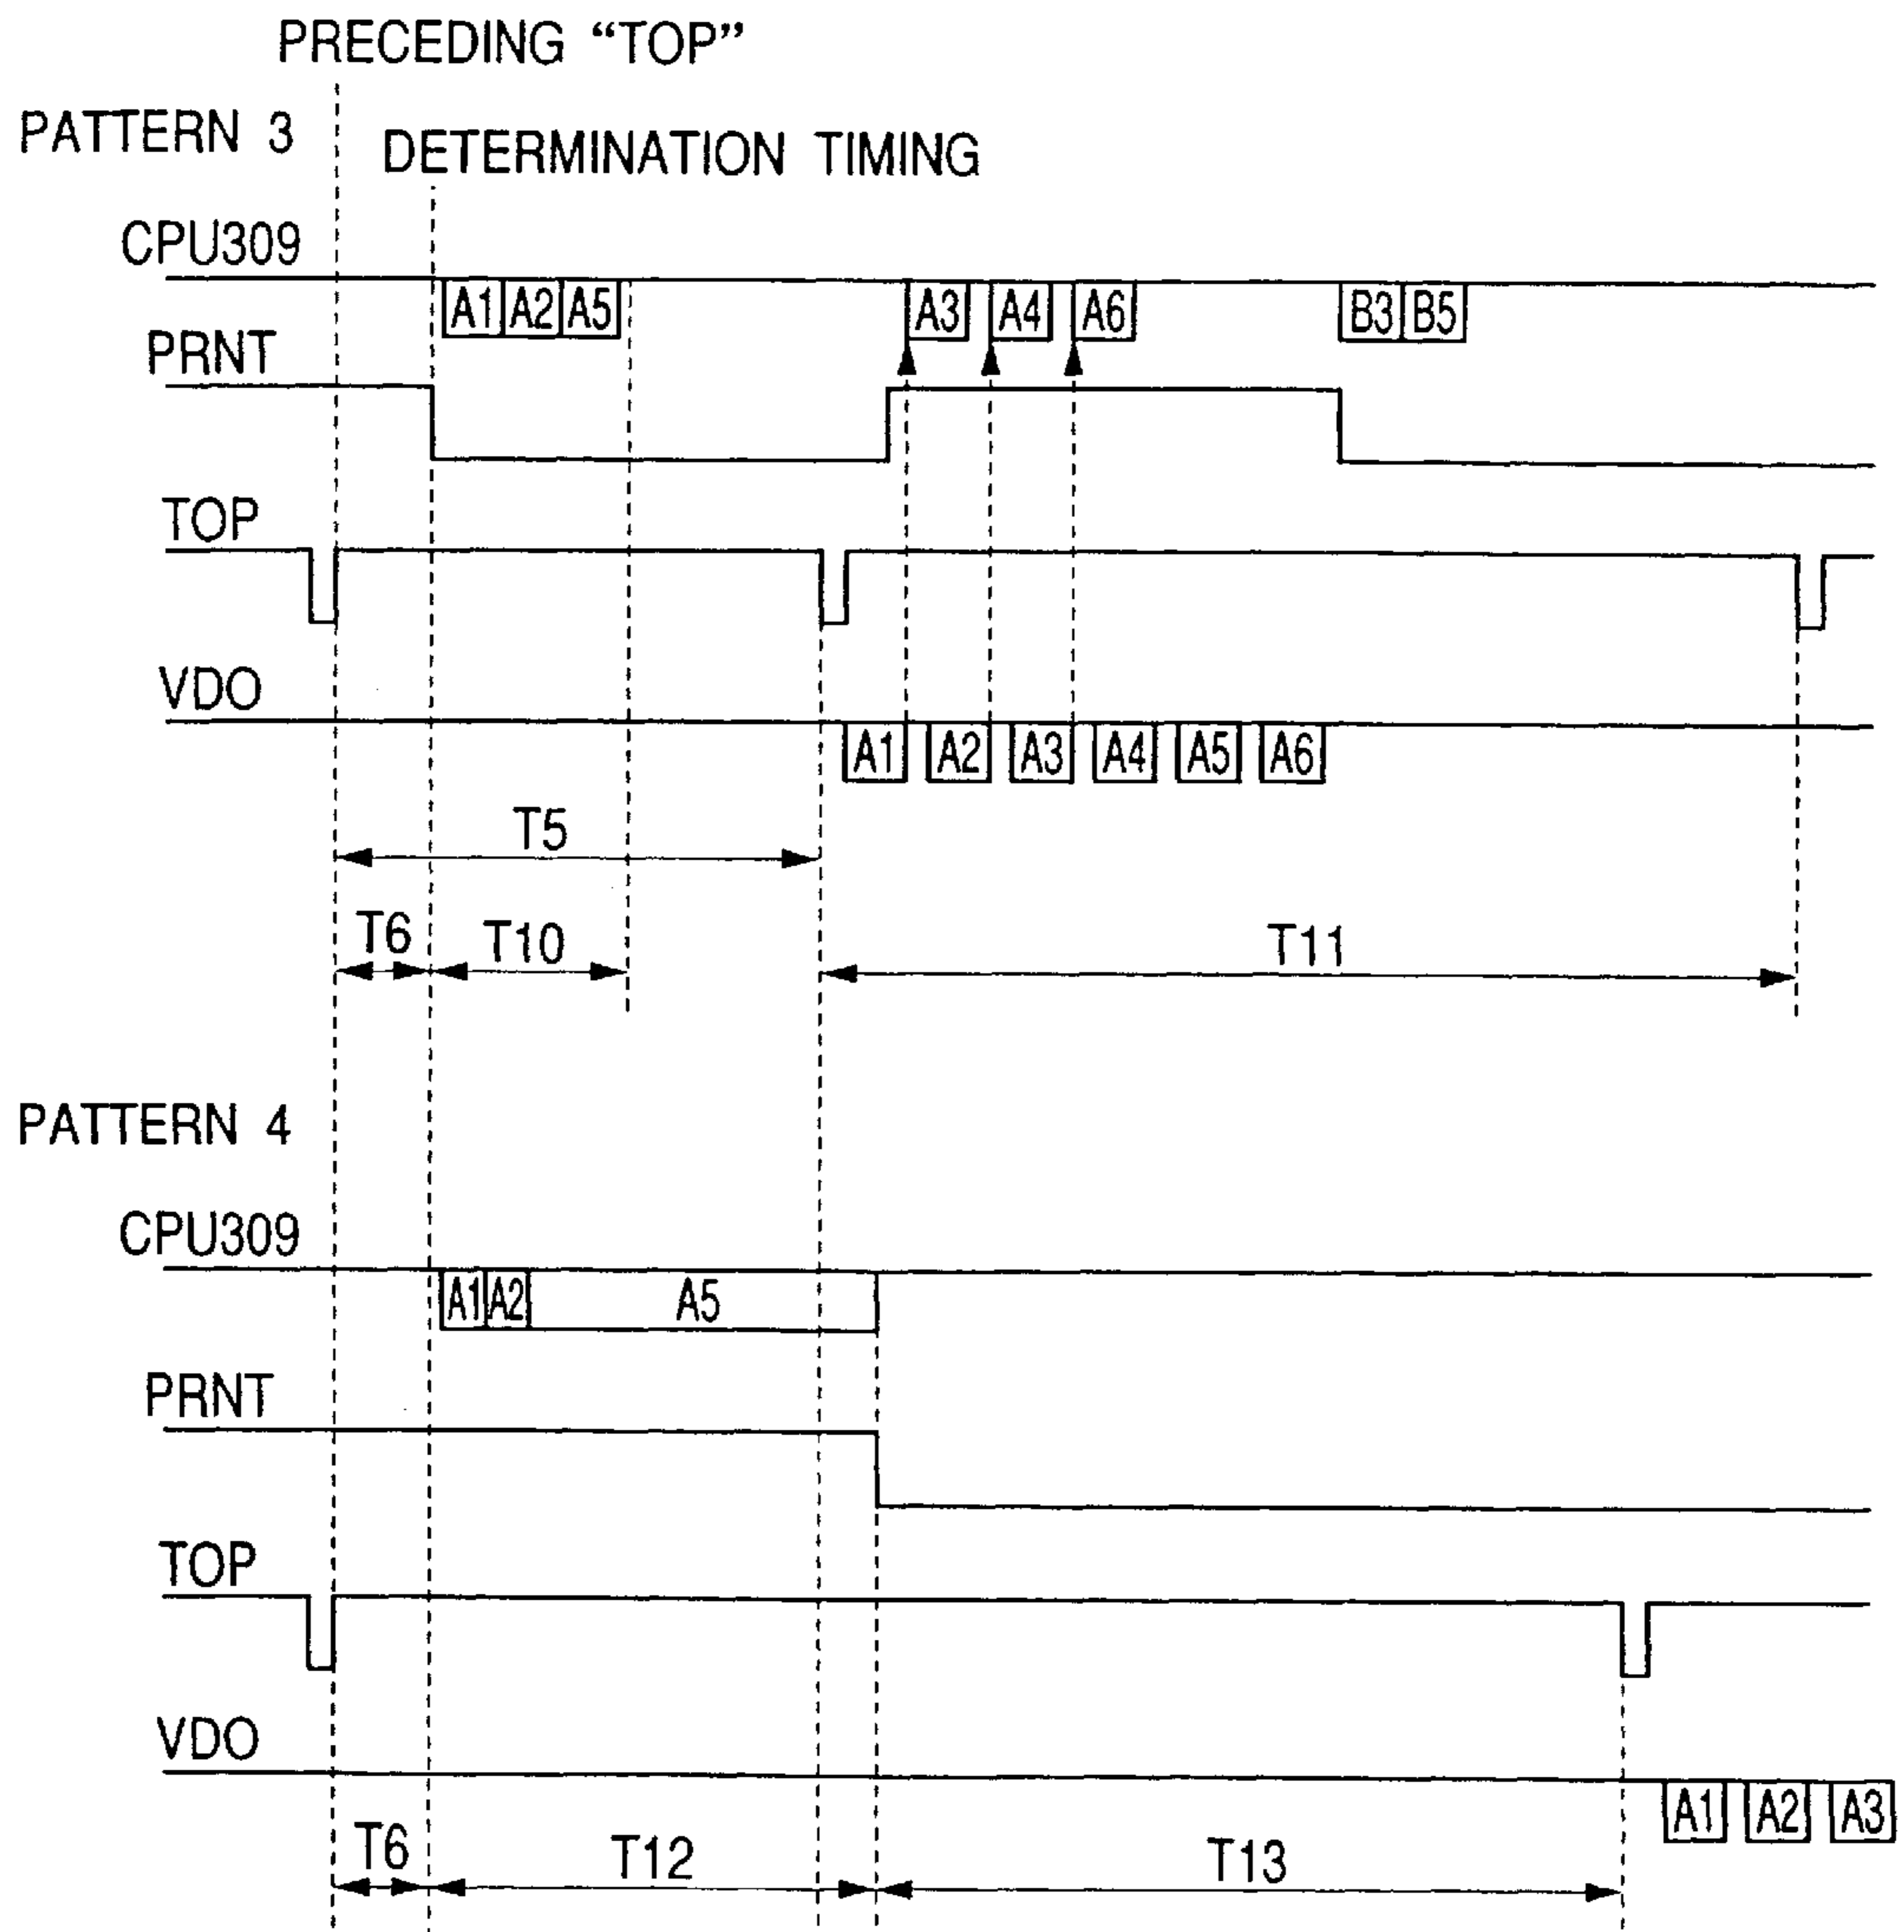 PRECEDING “TOP”
PATTERN 3
DETERMINATION TIMING
CPU309
A1 A2 A5 A3 A4 A6 B3 B5
PRNT
TOP
VDO
A1 A2 A3 A4 A5 A6
T5
T6 T10 T11
PATTERN 4
CPU309
A1 A2 A5
PRNT
TOP
VDO
A1 A2 A3
T6 T12 T13